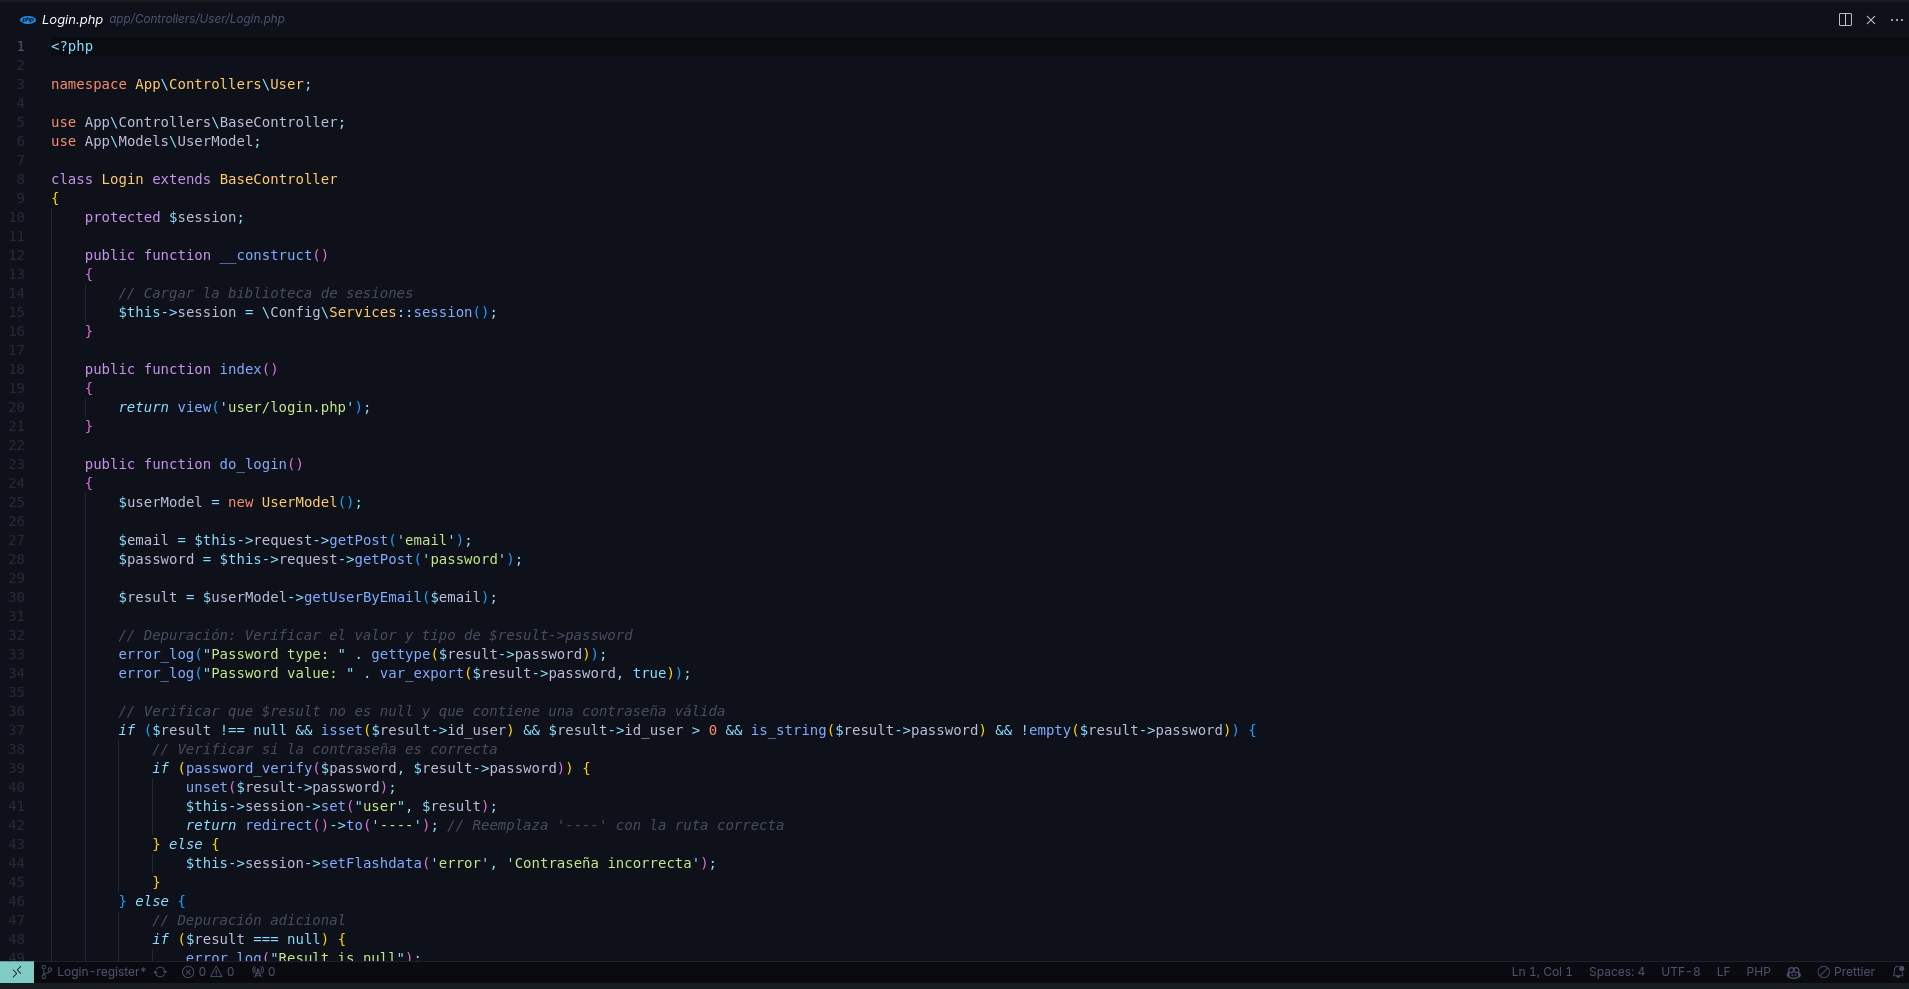 Login.php app/Controllers/User/Login.php
1 <?php
2
3 namespace App\Controllers\User;
4
5 use App\Controllers\BaseController;
6 use App\Models\UserModel;
7
8 class Login extends BaseController
9 {
10     protected $session;
11
12     public function __construct()
13     {
14         // Cargar la biblioteca de sesiones
15         $this->session = \Config\Services::session();
16     }
17
18     public function index()
19     {
20         return view('user/login.php');
21     }
22
23     public function do_login()
24     {
25         $userModel = new UserModel();
26
27         $email = $this->request->getPost('email');
28         $password = $this->request->getPost('password');
29
30         $result = $userModel->getUserByEmail($email);
31
32         // Depuración: Verificar el valor y tipo de $result->password
33         error_log("Password type: " . gettype($result->password));
34         error_log("Password value: " . var_export($result->password, true));
35
36         // Verificar que $result no es null y que contiene una contraseña válida
37         if ($result !== null && isset($result->id_user) && $result->id_user > 0 && is_string($result->password) && !empty($result->password)) {
38             // Verificar si la contraseña es correcta
39             if (password_verify($password, $result->password)) {
40                 unset($result->password);
41                 $this->session->set("user", $result);
42                 return redirect()->to('----'); // Reemplaza '----' con la ruta correcta
43             } else {
44                 $this->session->setFlashdata('error', 'Contraseña incorrecta');
45             }
46         } else {
47             // Depuración adicional
48             if ($result === null) {
49                 error_log("Result is null");
Login-register* 0 0 0 Ln 1, Col 1 Spaces: 4 UTF-8 LF PHP Prettier